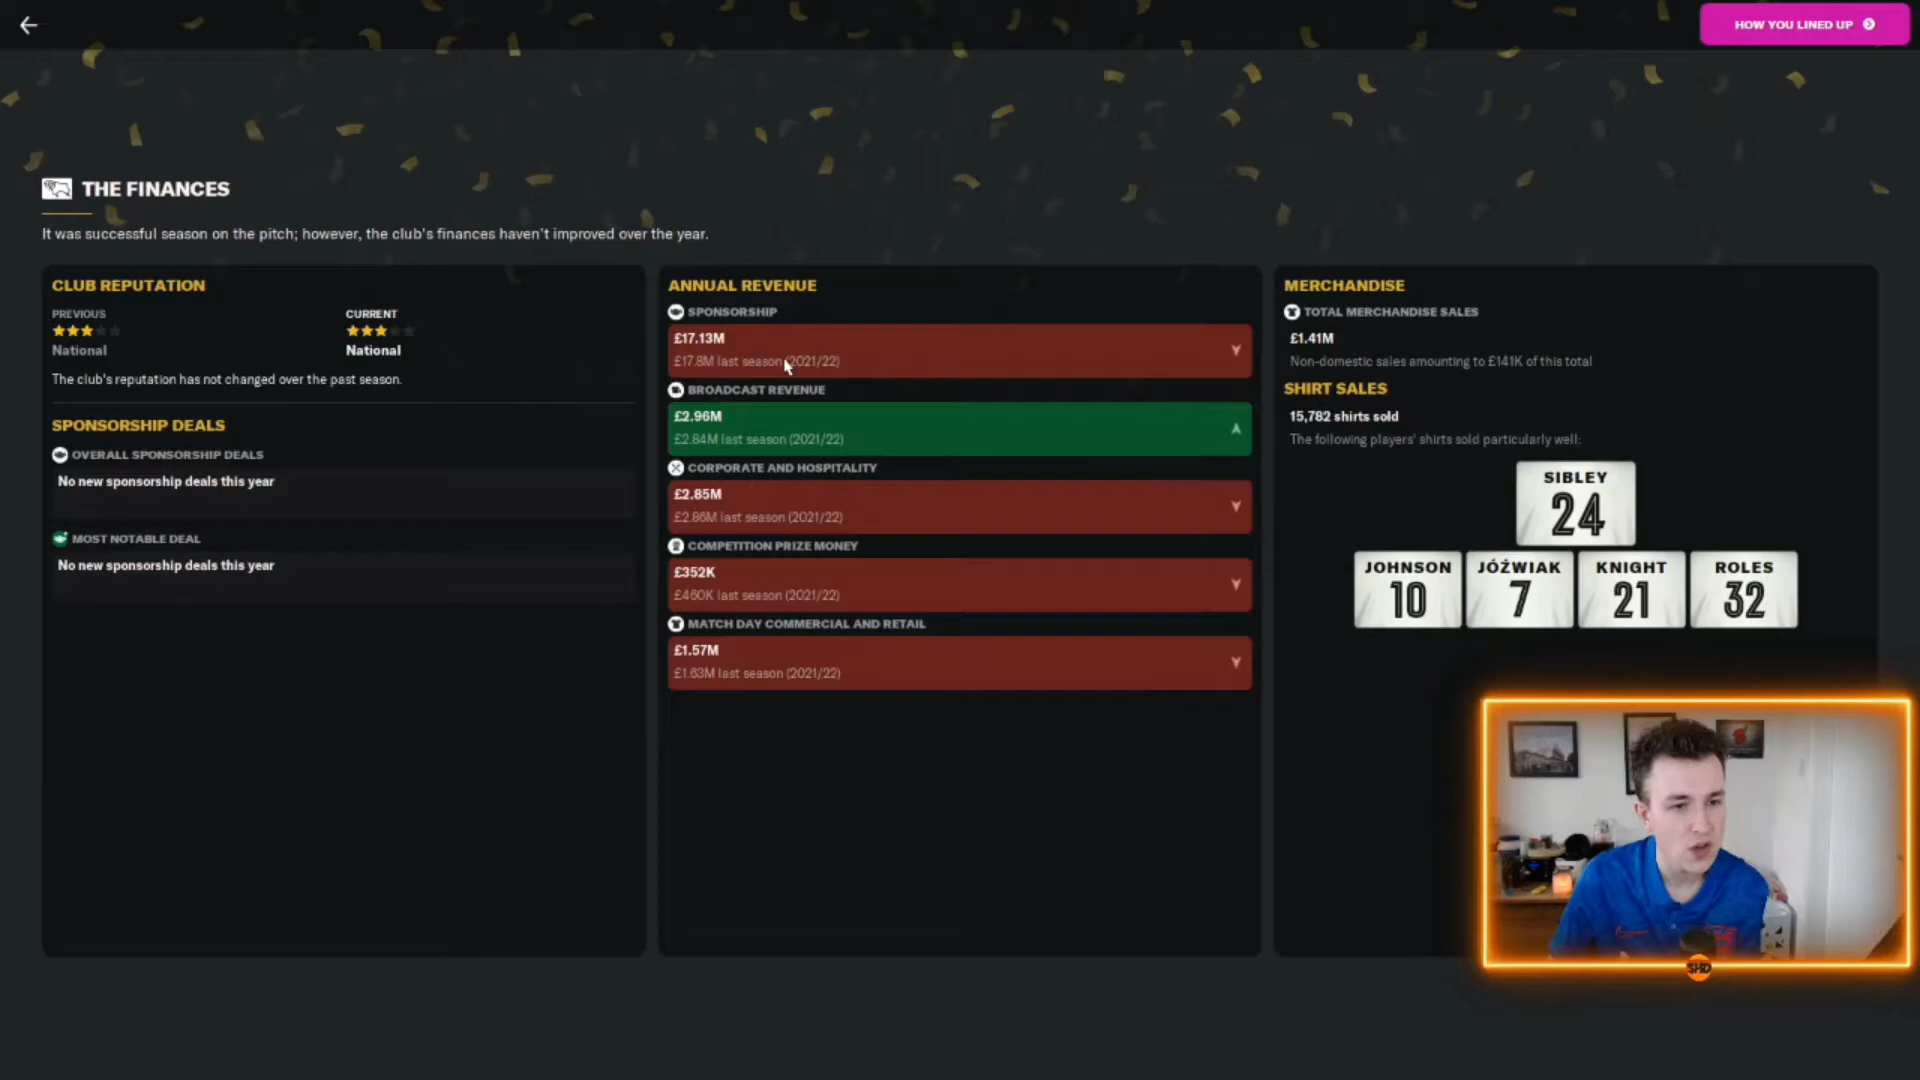 HOW YOU LINED UP
THE FINANCES
It was successful season on the pitch; however, the club's finances haven't improved over the year.
CLUB REPUTATION
PREVIOUS
CURRENT
National
National
The club's reputation has not changed over the past season.
SPONSORSHIP DEALS
OVERALL SPONSORSHIP DEALS
No new sponsorship deals this year
MOST NOTABLE DEAL
No new sponsorship deals this year
ANNUAL REVENUE
SPONSORSHIP
£17.13M
£17.8M last season (2021/22)
BROADCAST REVENUE
£2.96M
£2.84M last season (2021/22)
CORPORATE AND HOSPITALITY
£2.85M
£2.86M last season (2021/22)
COMPETITION PRIZE MONEY
£352K
£460K last season (2021/22)
MATCH DAY COMMERCIAL AND RETAIL
£1.57M
£1.63M last season (2021/22)
MERCHANDISE
TOTAL MERCHANDISE SALES
£1.41M
Non-domestic sales amounting to £141K of this total
SHIRT SALES
15,782 shirts sold
The following players' shirts sold particularly well:
SIBLEY
24
JOHNSON
10
JÓŹWIAK
7
KNIGHT
21
ROLES
32